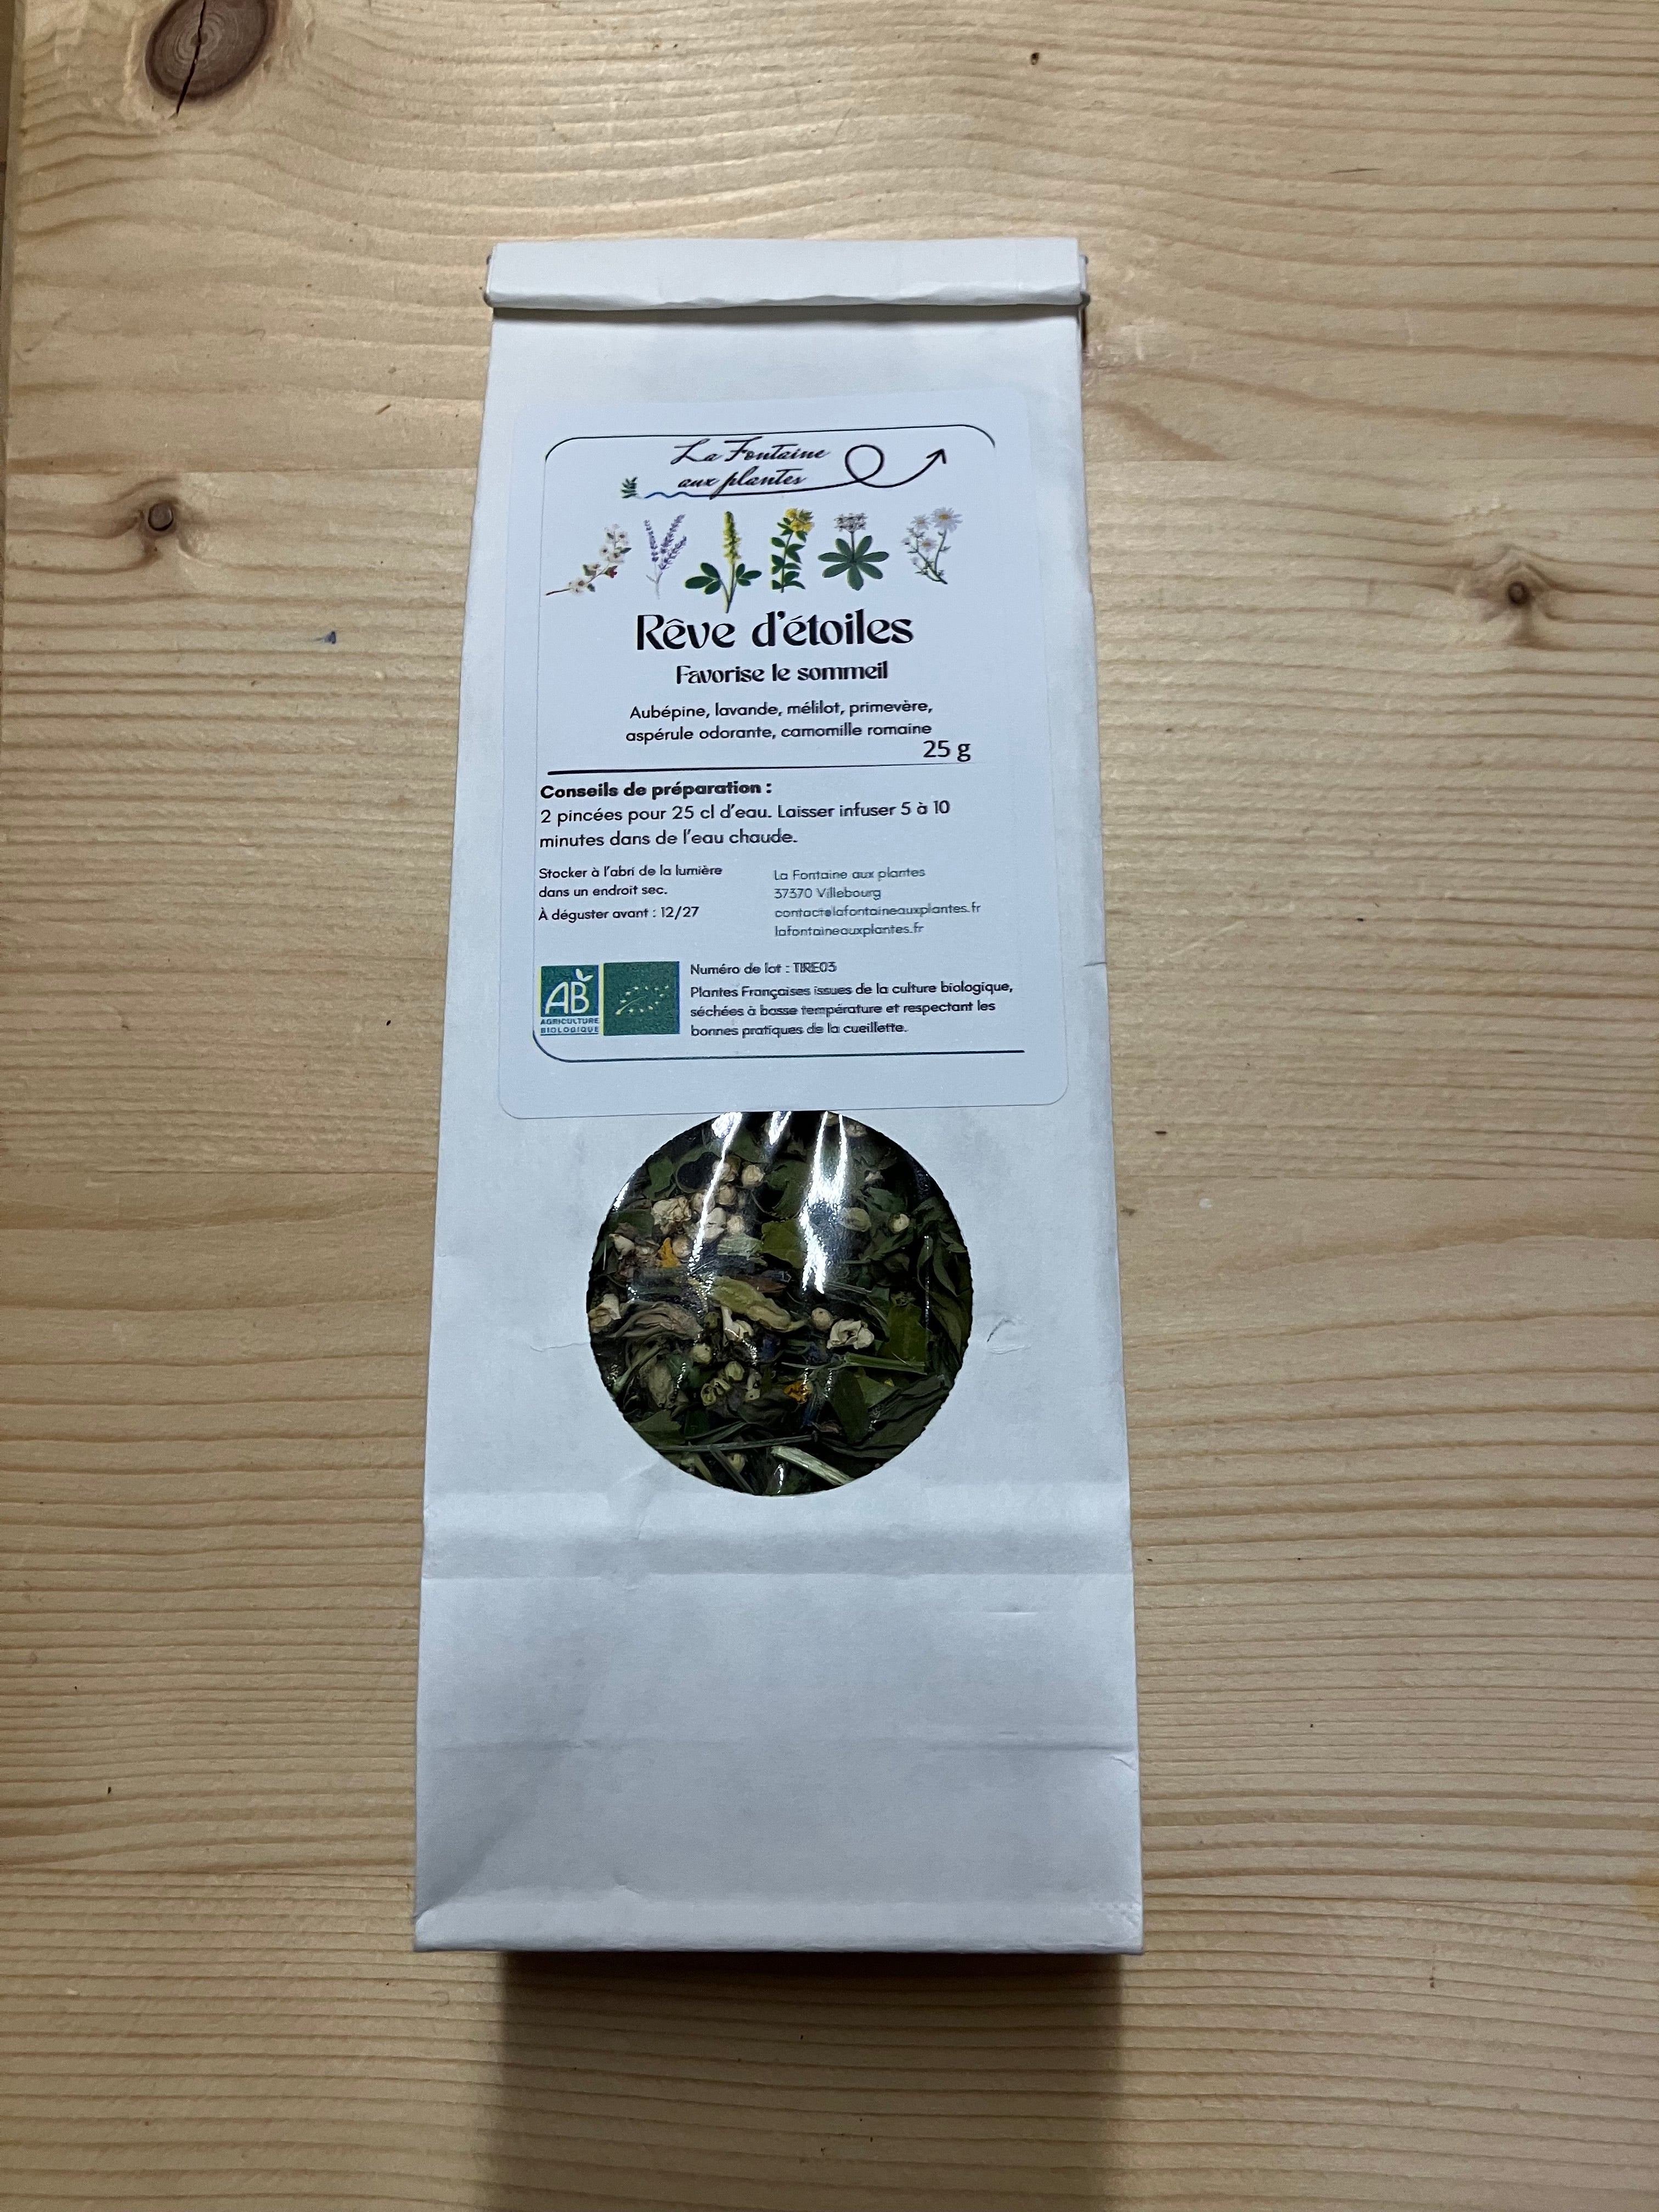 La Fontaine
aux plantes
Rêve d'étoiles
Favorise le sommeil
Aubépine, lavande, mélilot, primevère,
aspérule odorante, camomille romaine
25 g
Conseils de préparation :
2 pincées pour 25 cl d'eau. Laisser infuser 5 à 10
minutes dans de l'eau chaude.
Stocker à l'abri de la lumière
dans un endroit sec.
À déguster avant : 12/27
La Fontaine aux plantes
37370 Villebourg
contact@lafontaineauxplantes.fr
lafontaineauxplantes.fr
AB
AGRICULTURE
BIOLOGIQUE
Numéro de lot : TIRE03
Plantes Françaises issues de la culture biologique,
séchées à basse température et respectant les
bonnes pratiques de la cueillette.